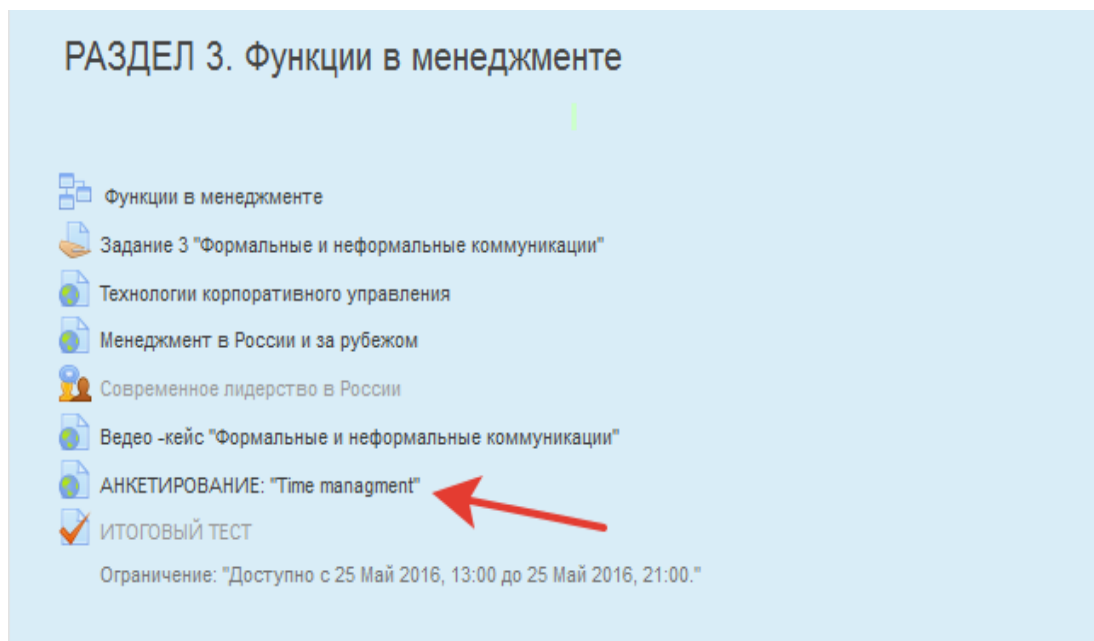 РАЗДЕЛ 3. Функции в менеджменте
Функции в менеджменте
Задание 3 "Формальные и неформальные коммуникации"
Технологии корпоративного управления
Менеджмент в России и за рубежом
Современное лидерство в России
Ведео -кейс "Формальные и неформальные коммуникации"
АНКЕТИРОВАНИЕ: "Time managment"
ИТОГОВЫЙ ТЕСТ
Ограничение: "Доступно с 25 Май 2016, 13:00 до 25 Май 2016, 21:00."